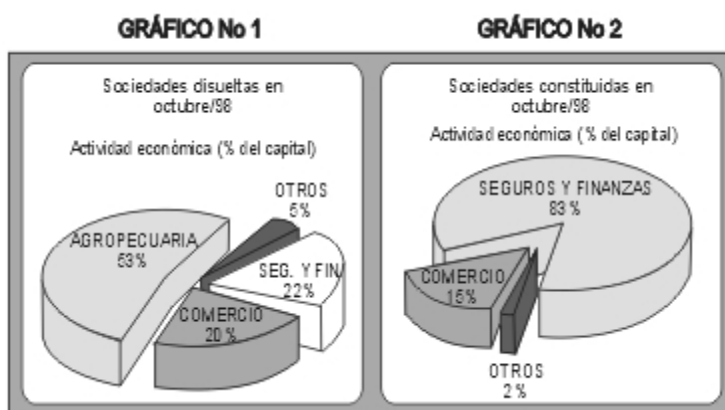 GRÁFICO No 1
Sociedades disueltas en
octubre/98
Actividad económica (% del capital)
OTROS
5%
AGROPECUARIA
53%
SEG. Y FIN
22%
COMERCIO
20%
GRÁFICO No 2
Sociedades constituidas en
octubre/98
Actividad económica (% del capital)
SEGUROS Y FINANZAS
83%
COMERCIO
15%
OTROS
2%